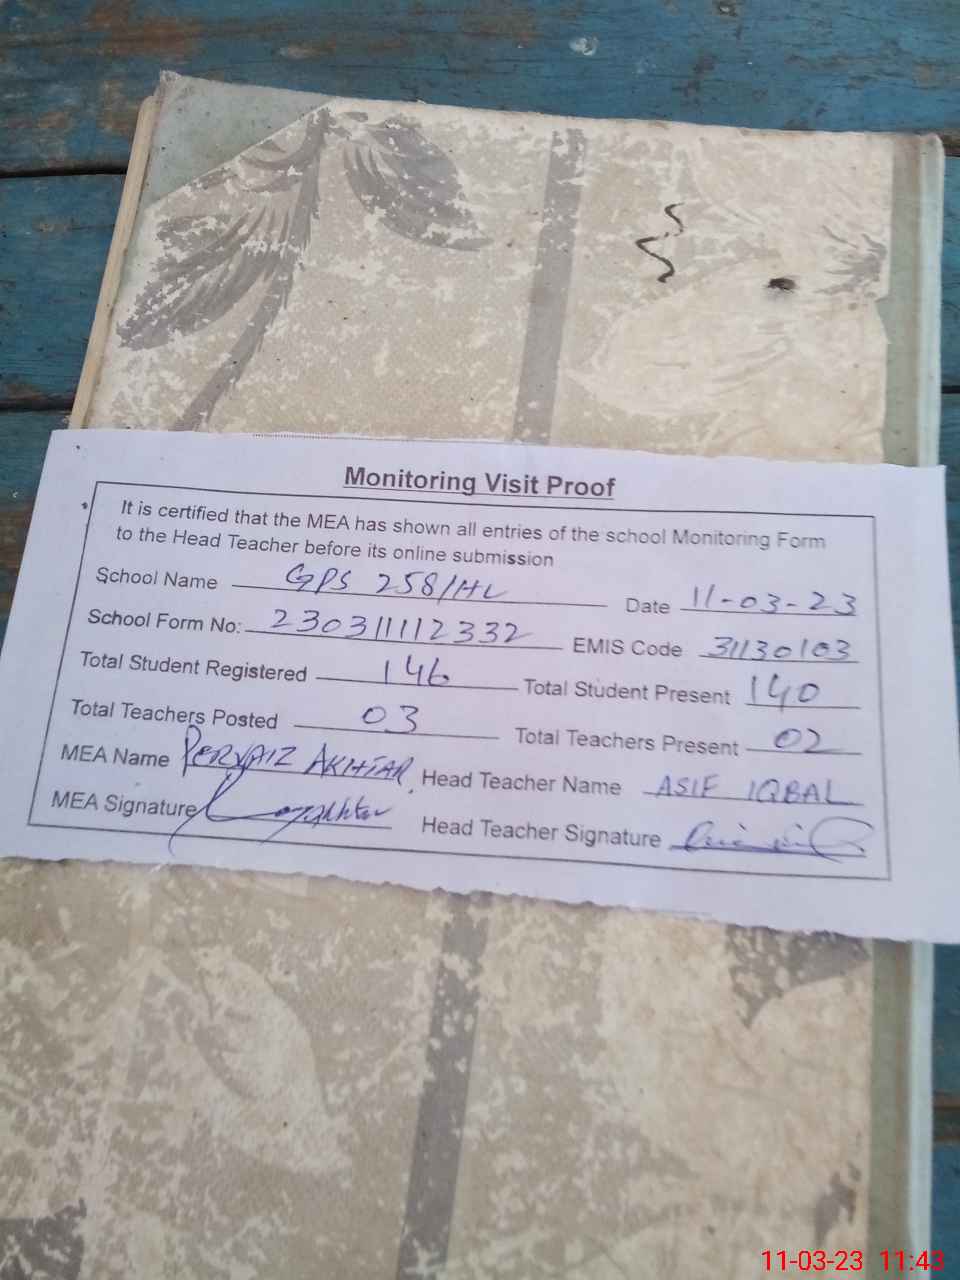 Monitoring Visit Proof
It is certified that the MEA has shown all entries of the school Monitoring Form
to the Head Teacher before its online submission
School Name GPS 258/HL Date 11-03-23
School Form No: 230311112332 EMIS Code 31130103
Total Student Registered 146 Total Student Present 140
Total Teachers Posted 03 Total Teachers Present 02
MEA Name PERVAIZ AKHTAR Head Teacher Name ASIF IQBAL
MEA Signature Head Teacher Signature
11-03-23 11:43